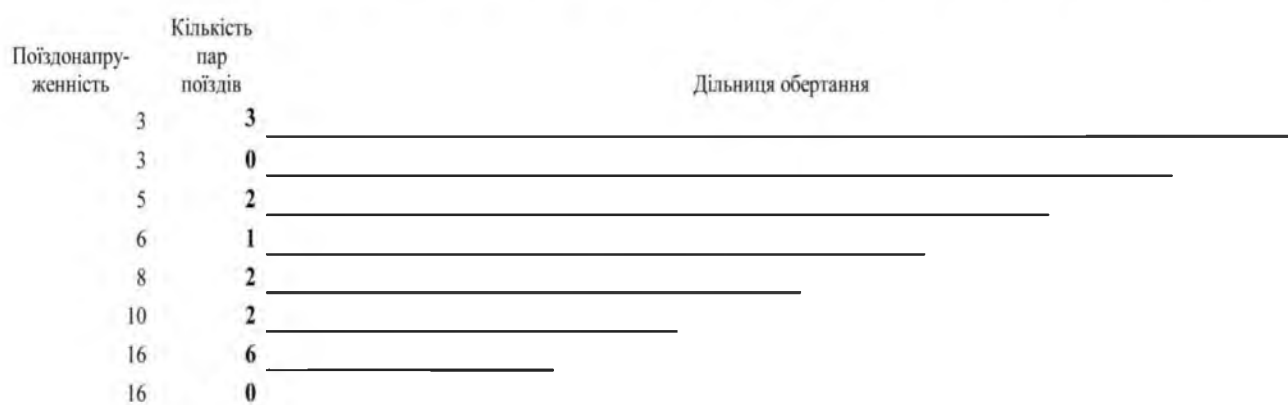 Кількість
Поїздонапру-
пар
женність
поїздів
Дільниця обертання
3 3
3 0
5 2
6 1
8 2
10 2
16 6
16 0